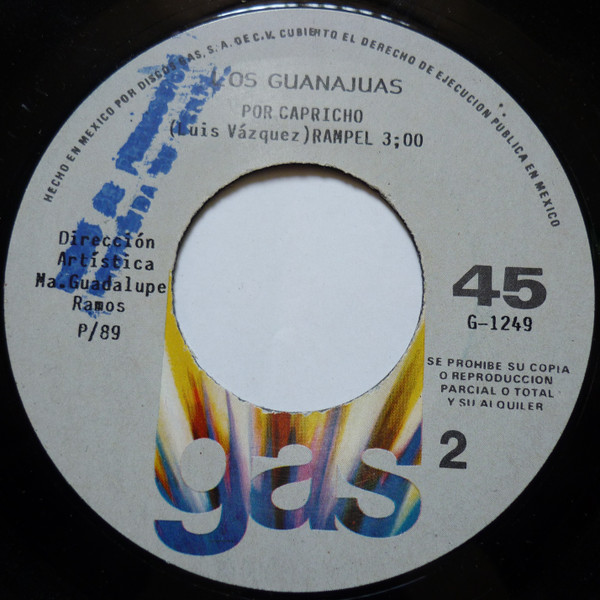 HECHO EN MEXICO POR DISCOS GAS, S.A. DE C.V. CUBIERTO EL DERECHO DE EJECUCION PUBLICA EN MEXICO
LOS GUANAJUAS
POR CAPRICHO
(Luis Vázquez)RAMPEL 3;00
Dirección
Artística
Ma.Guadalupe
Ramos
P/89
45
G-1249
SE PROHIBE SU COPIA
O REPRODUCCION
PARCIAL O TOTAL
Y SU ALQUILER
2
gas